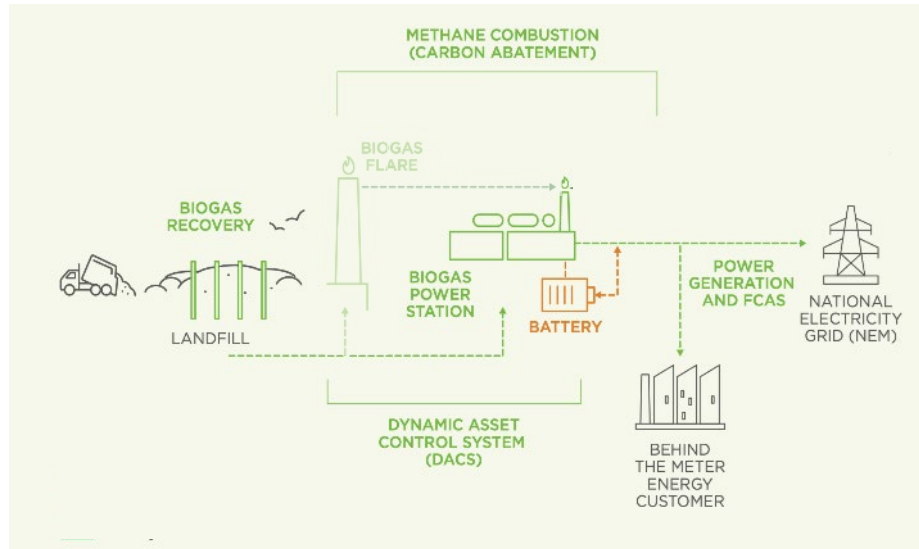 METHANE COMBUSTION
(CARBON ABATEMENT)
BIOGAS
FLARE
BIOGAS
RECOVERY
LANDFILL
BIOGAS
POWER
STATION
BATTERY
POWER
GENERATION
AND FCAS
NATIONAL
ELECTRICITY
GRID (NEM)
DYNAMIC ASSET
CONTROL SYSTEM
(DACS)
BEHIND
THE METER
ENERGY
CUSTOMER